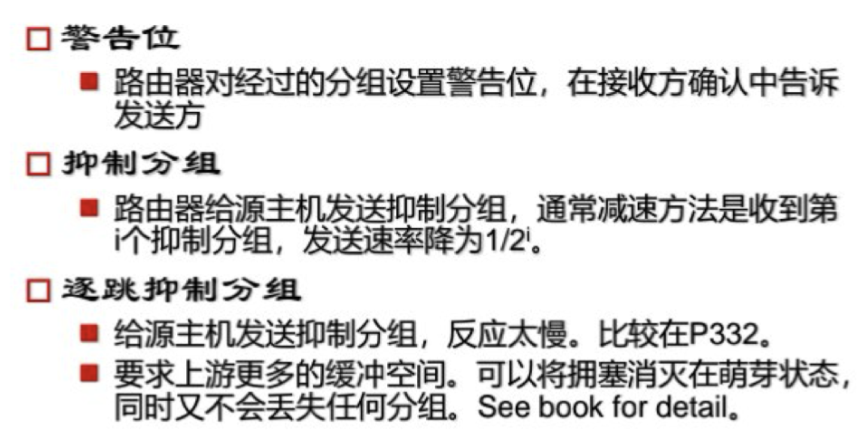 警告位
路由器对经过的分组设置警告位，在接收方确认中告诉
发送方
抑制分组
路由器给源主机发送抑制分组，通常减速方法是收到第
i个抑制分组，发送速率降为1/2ⁱ。
逐跳抑制分组
给源主机发送抑制分组，反应太慢。比较在P332。
要求上游更多的缓冲空间。可以将拥塞消灭在萌芽状态，
同时又不会丢失任何分组。See book for detail。